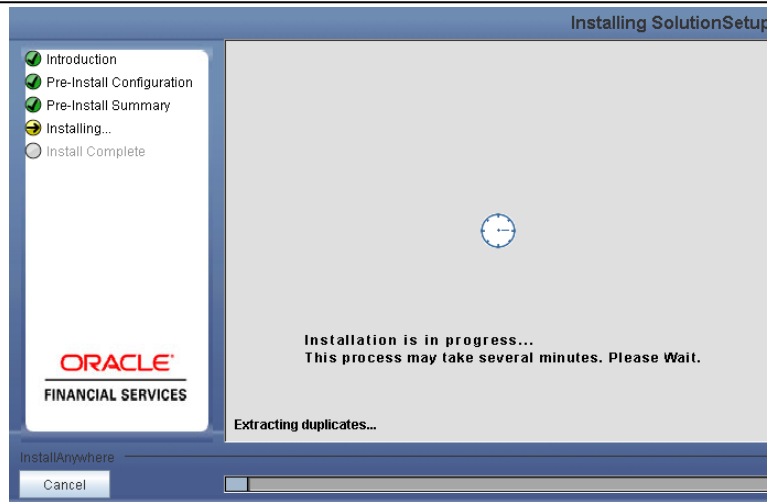 Installing SolutionSetup
Introduction
Pre-Install Configuration
Pre-Install Summary
Installing...
Install Complete
Installation is in progress...
This process may take several minutes. Please Wait.
ORACLE
FINANCIAL SERVICES
Extracting duplicates...
InstallAnywhere
Cancel